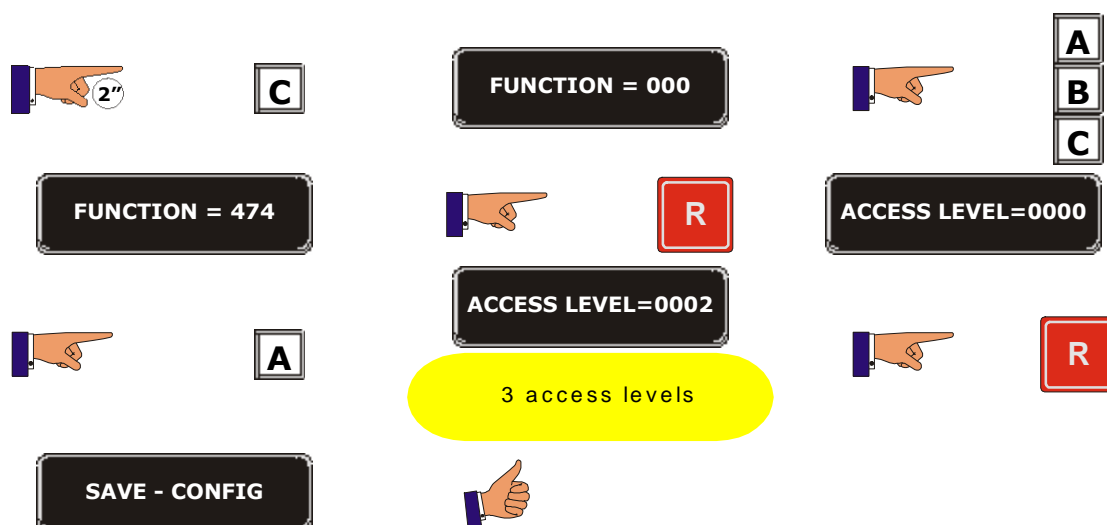 2”
C
FUNCTION = 000
A
B
C
FUNCTION = 474
R
ACCESS LEVEL=0000
A
ACCESS LEVEL=0002
R
3 access levels
SAVE - CONFIG